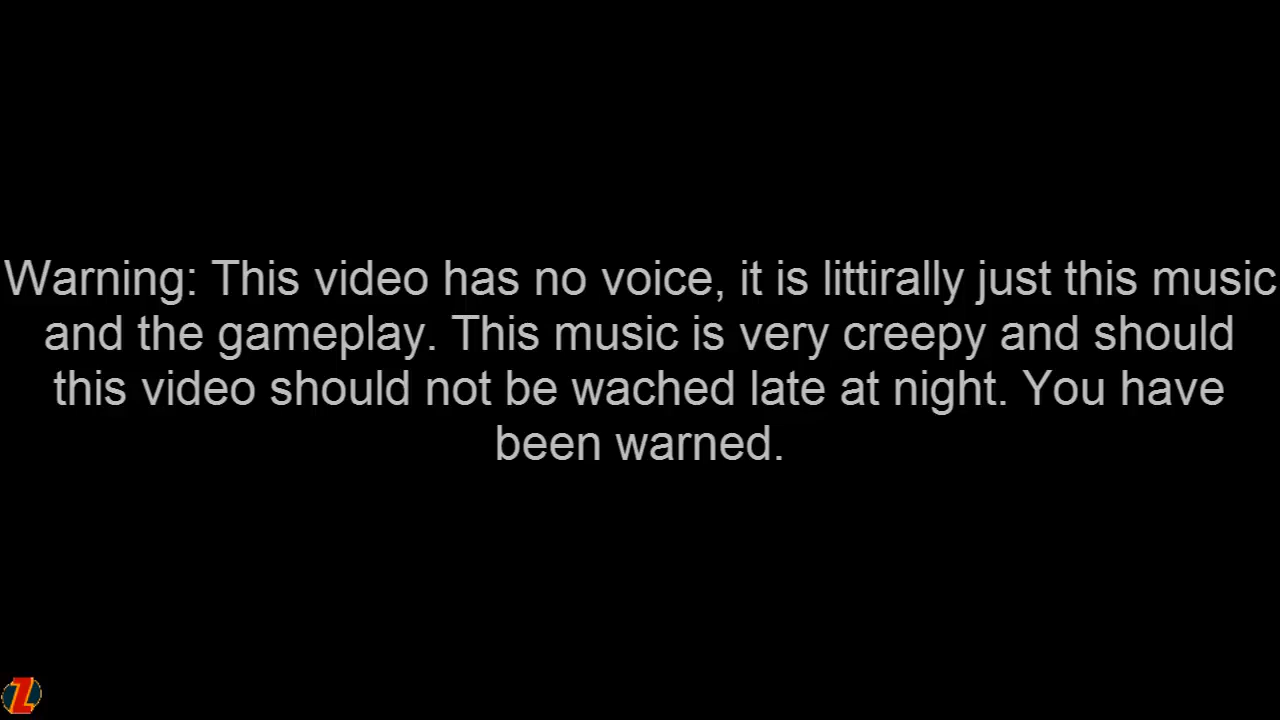 Warning: This video has no voice, it is littirally just this music
and the gameplay. This music is very creepy and should
this video should not be wached late at night. You have
been warned.
Z